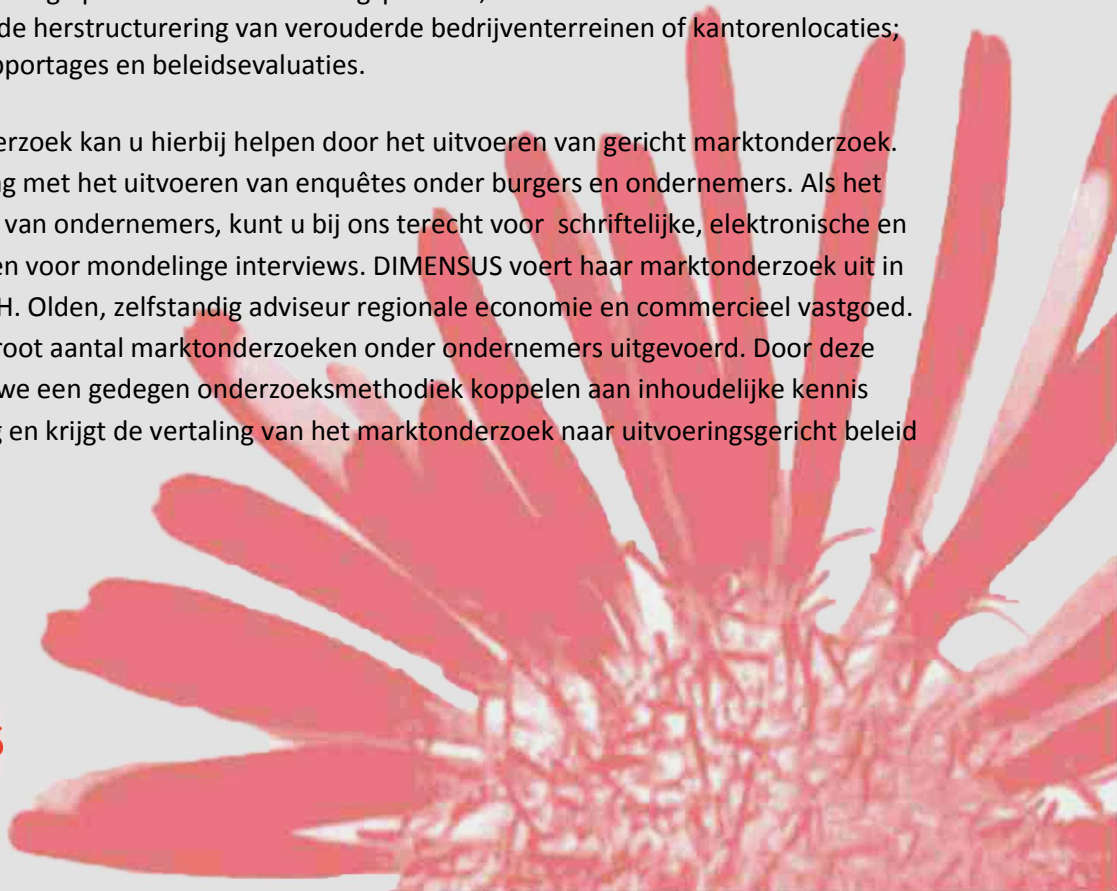 de herstructurering van verouderde bedrijventerreinen of kantorenlocaties;
pportages en beleidsevaluaties.
erzoek kan u hierbij helpen door het uitvoeren van gericht marktonderzoek.
ng met het uitvoeren van enquêtes onder burgers en ondernemers. Als het
van ondernemers, kunt u bij ons terecht voor schriftelijke, elektronische en
en voor mondelinge interviews. DIMENSUS voert haar marktonderzoek uit in
H. Olden, zelfstandig adviseur regionale economie en commercieel vastgoed.
root aantal marktonderzoeken onder ondernemers uitgevoerd. Door deze
we een gedegen onderzoeksmethodiek koppelen aan inhoudelijke kennis
g en krijgt de vertaling van het marktonderzoek naar uitvoeringsgericht beleid
s